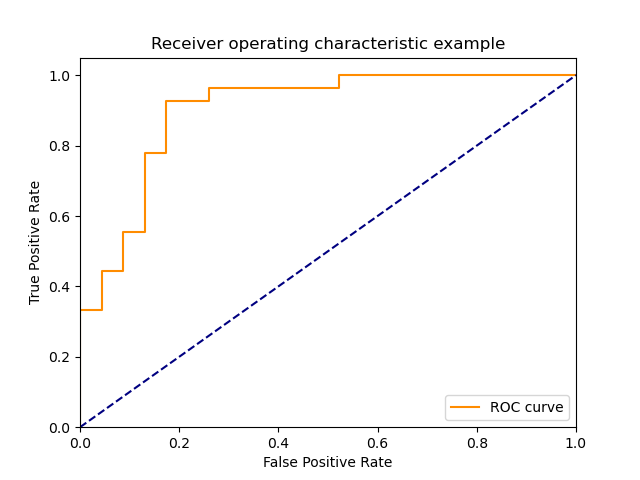 Receiver operating characteristic example
True Positive Rate
1.0
0.8
0.6
0.4
0.2
0.0
0.0 0.2 0.4 0.6 0.8 1.0
False Positive Rate
ROC curve